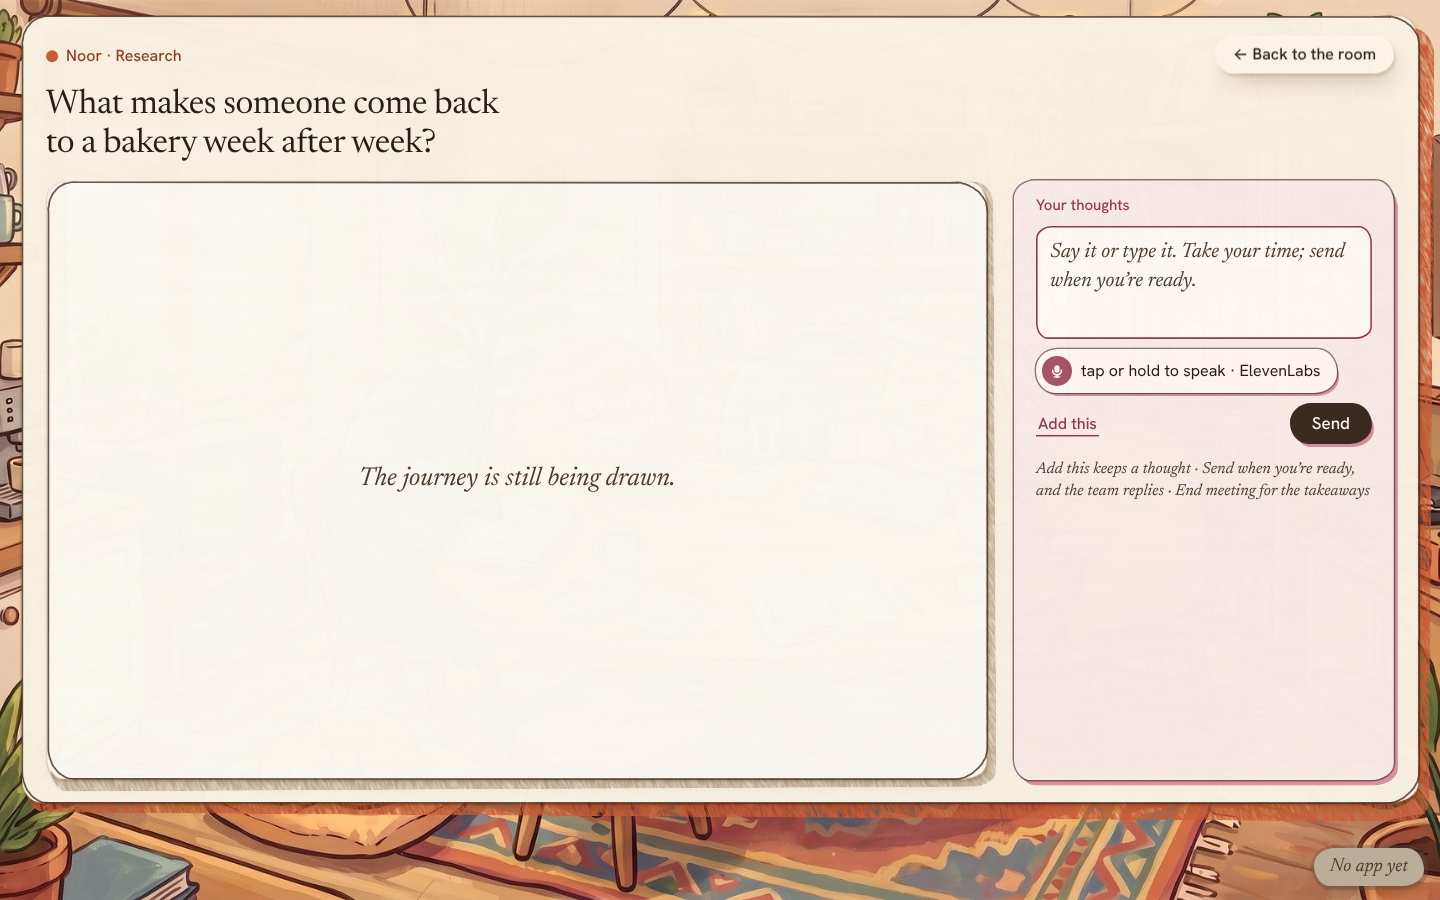 Noor · Research
← Back to the room
What makes someone come back
to a bakery week after week?
The journey is still being drawn.
Your thoughts
Say it or type it. Take your time; send
when you’re ready.
tap or hold to speak · ElevenLabs
Add this
Send
Add this keeps a thought · Send when you’re ready,
and the team replies · End meeting for the takeaways
No app yet